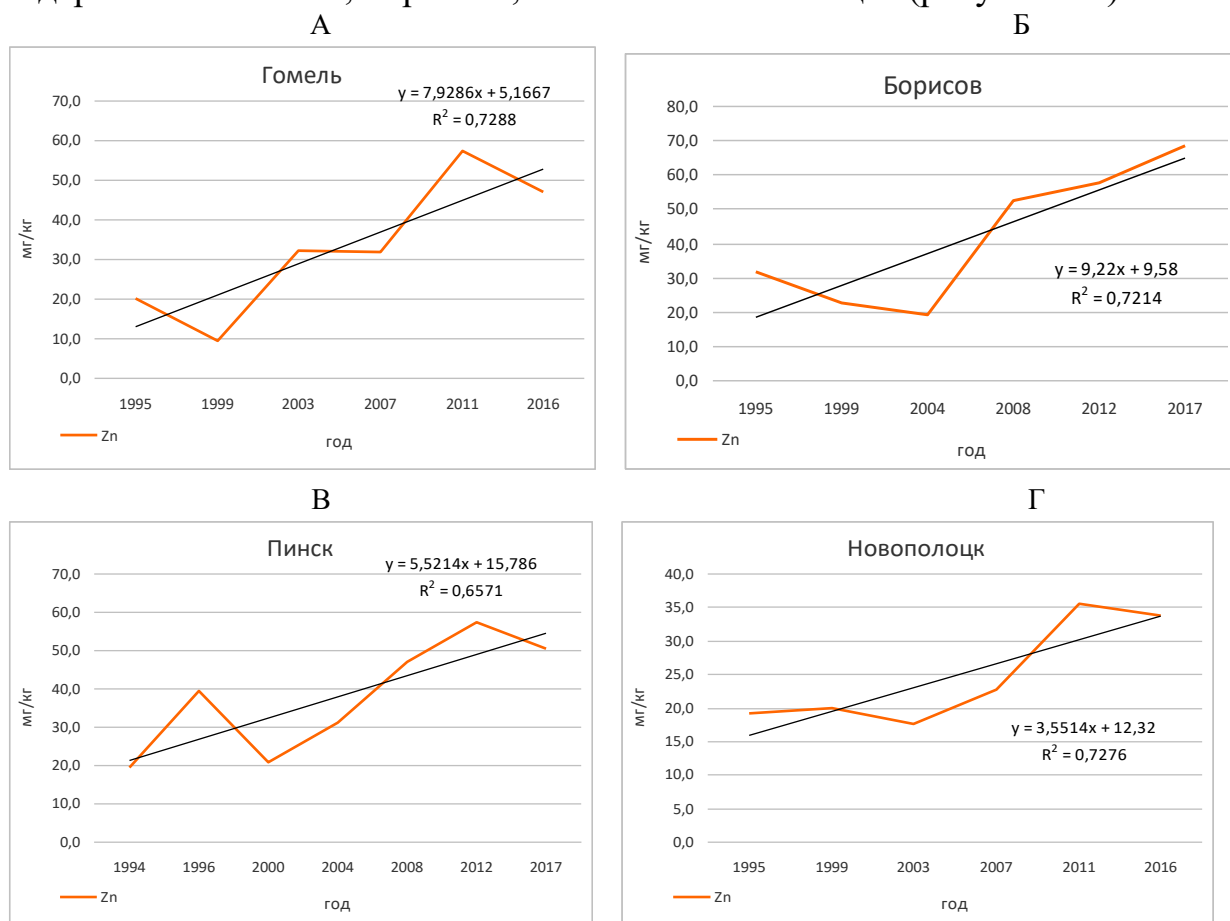 А
Б
Гомель
y = 7,9286x + 5,1667
R² = 0,7288
70,0
60,0
50,0
40,0
30,0
20,0
10,0
0,0
мг/кг
1995 1999 2003 2007 2011 2016
Zn
год
Борисов
80,0
70,0
60,0
50,0
40,0
30,0
20,0
10,0
0,0
мг/кг
y = 9,22x + 9,58
R² = 0,7214
1995 1999 2004 2008 2012 2017
Zn
год
В
Г
Пинск
y = 5,5214x + 15,786
R² = 0,6571
70,0
60,0
50,0
40,0
30,0
20,0
10,0
0,0
мг/кг
1994 1996 2000 2004 2008 2012 2017
Zn
год
Новополоцк
40,0
35,0
30,0
25,0
20,0
15,0
10,0
5,0
0,0
мг/кг
y = 3,5514x + 12,32
R² = 0,7276
1995 1999 2003 2007 2011 2016
Zn
год